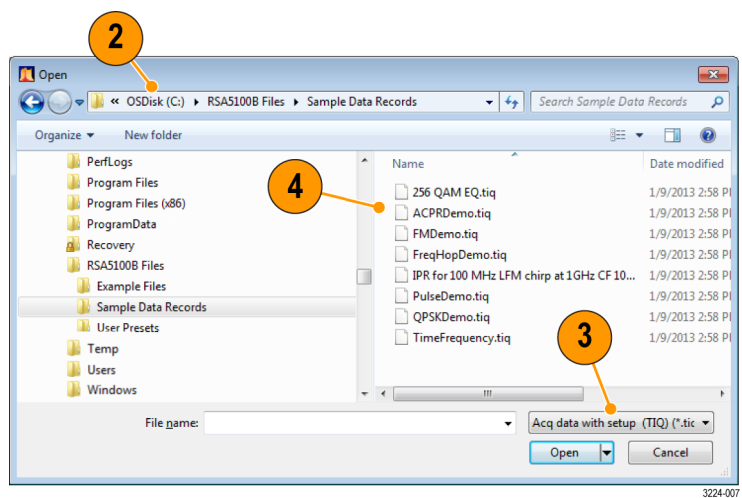 2
Open
« OSDisk (C:) ▸ RSA5100B Files ▸ Sample Data Records
Search Sample Data Records
Organize
New folder
PerfLogs
Program Files
Program Files (x86)
ProgramData
Recovery
RSA5100B Files
Example Files
Sample Data Records
User Presets
Temp
Users
Windows
4
Name
Date modified
256 QAM EQ.tiq
1/9/2013 2:58 PI
ACPRDemo.tiq
1/9/2013 2:58 PI
FMDemo.tiq
1/9/2013 2:58 PI
FreqHopDemo.tiq
1/9/2013 2:58 PI
IPR for 100 MHz LFM chirp at 1GHz CF 10...
1/9/2013 2:58 PI
PulseDemo.tiq
1/9/2013 2:58 PI
QPSKDemo.tiq
1/9/2013 2:58 PI
TimeFrequency.tiq
1/9/2013 2:58 PI
3
File name:
Acq data with setup (TIQ) (*.tic
Open
Cancel
3224-007